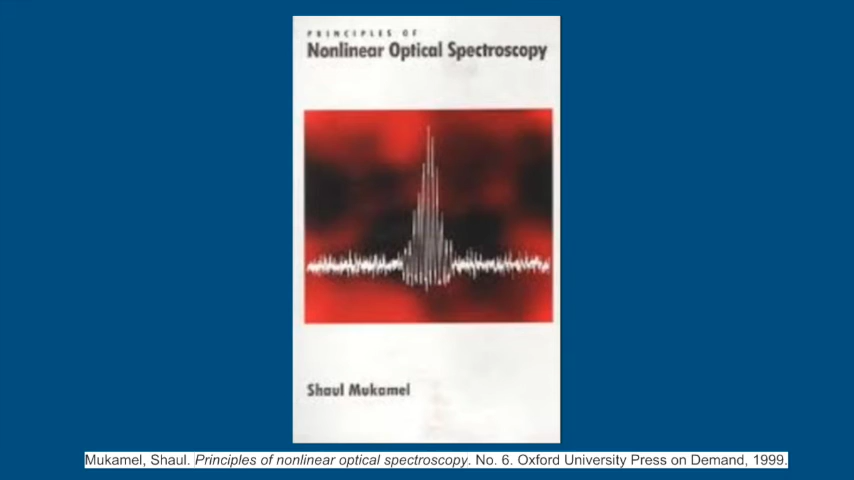 PRINCIPLES OF
Nonlinear Optical Spectroscopy
Shaul Mukamel
Mukamel, Shaul. Principles of nonlinear optical spectroscopy. No. 6. Oxford University Press on Demand, 1999.